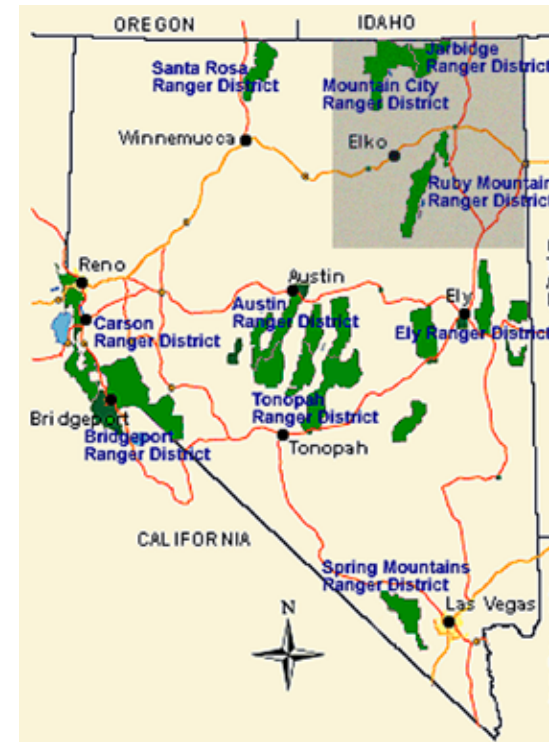 OREGON
IDAHO
Jarbidge
Ranger District
Santa Rosa
Ranger District
Mountain City
Ranger District
Winnemucca
Elko
Ruby Mountain
Ranger District
Reno
Austin
Austin
Ranger District
Ely
Carson
Ranger District
Ely Ranger District
Tonopah
Ranger District
Bridgeport
Bridgeport
Ranger District
Tonopah
CALIFORNIA
Spring Mountains
Ranger District
Las Vegas
N